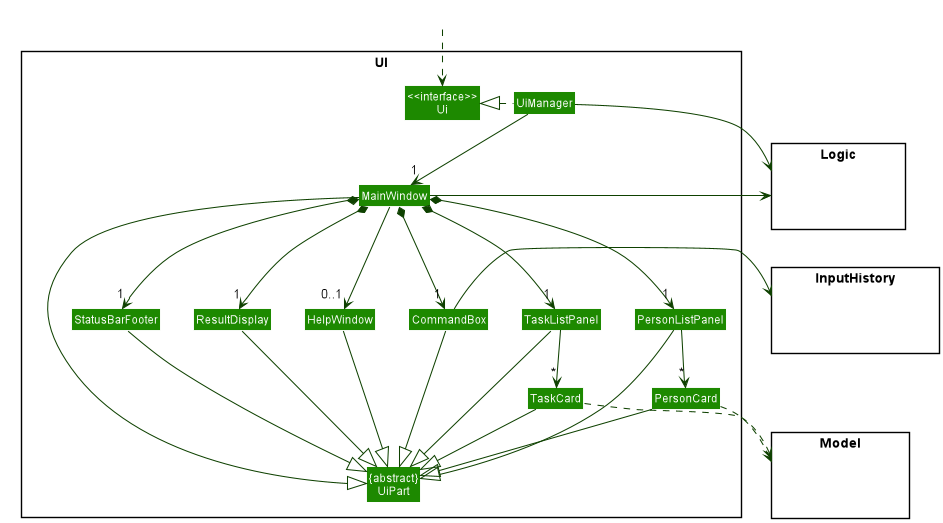 UI
<<interface>>
Ui
UiManager
Logic
1
MainWindow
InputHistory
1
1
0..1
1
1
1
StatusBarFooter
ResultDisplay
HelpWindow
CommandBox
TaskListPanel
PersonListPanel
*
*
TaskCard
PersonCard
Model
{abstract}
UiPart